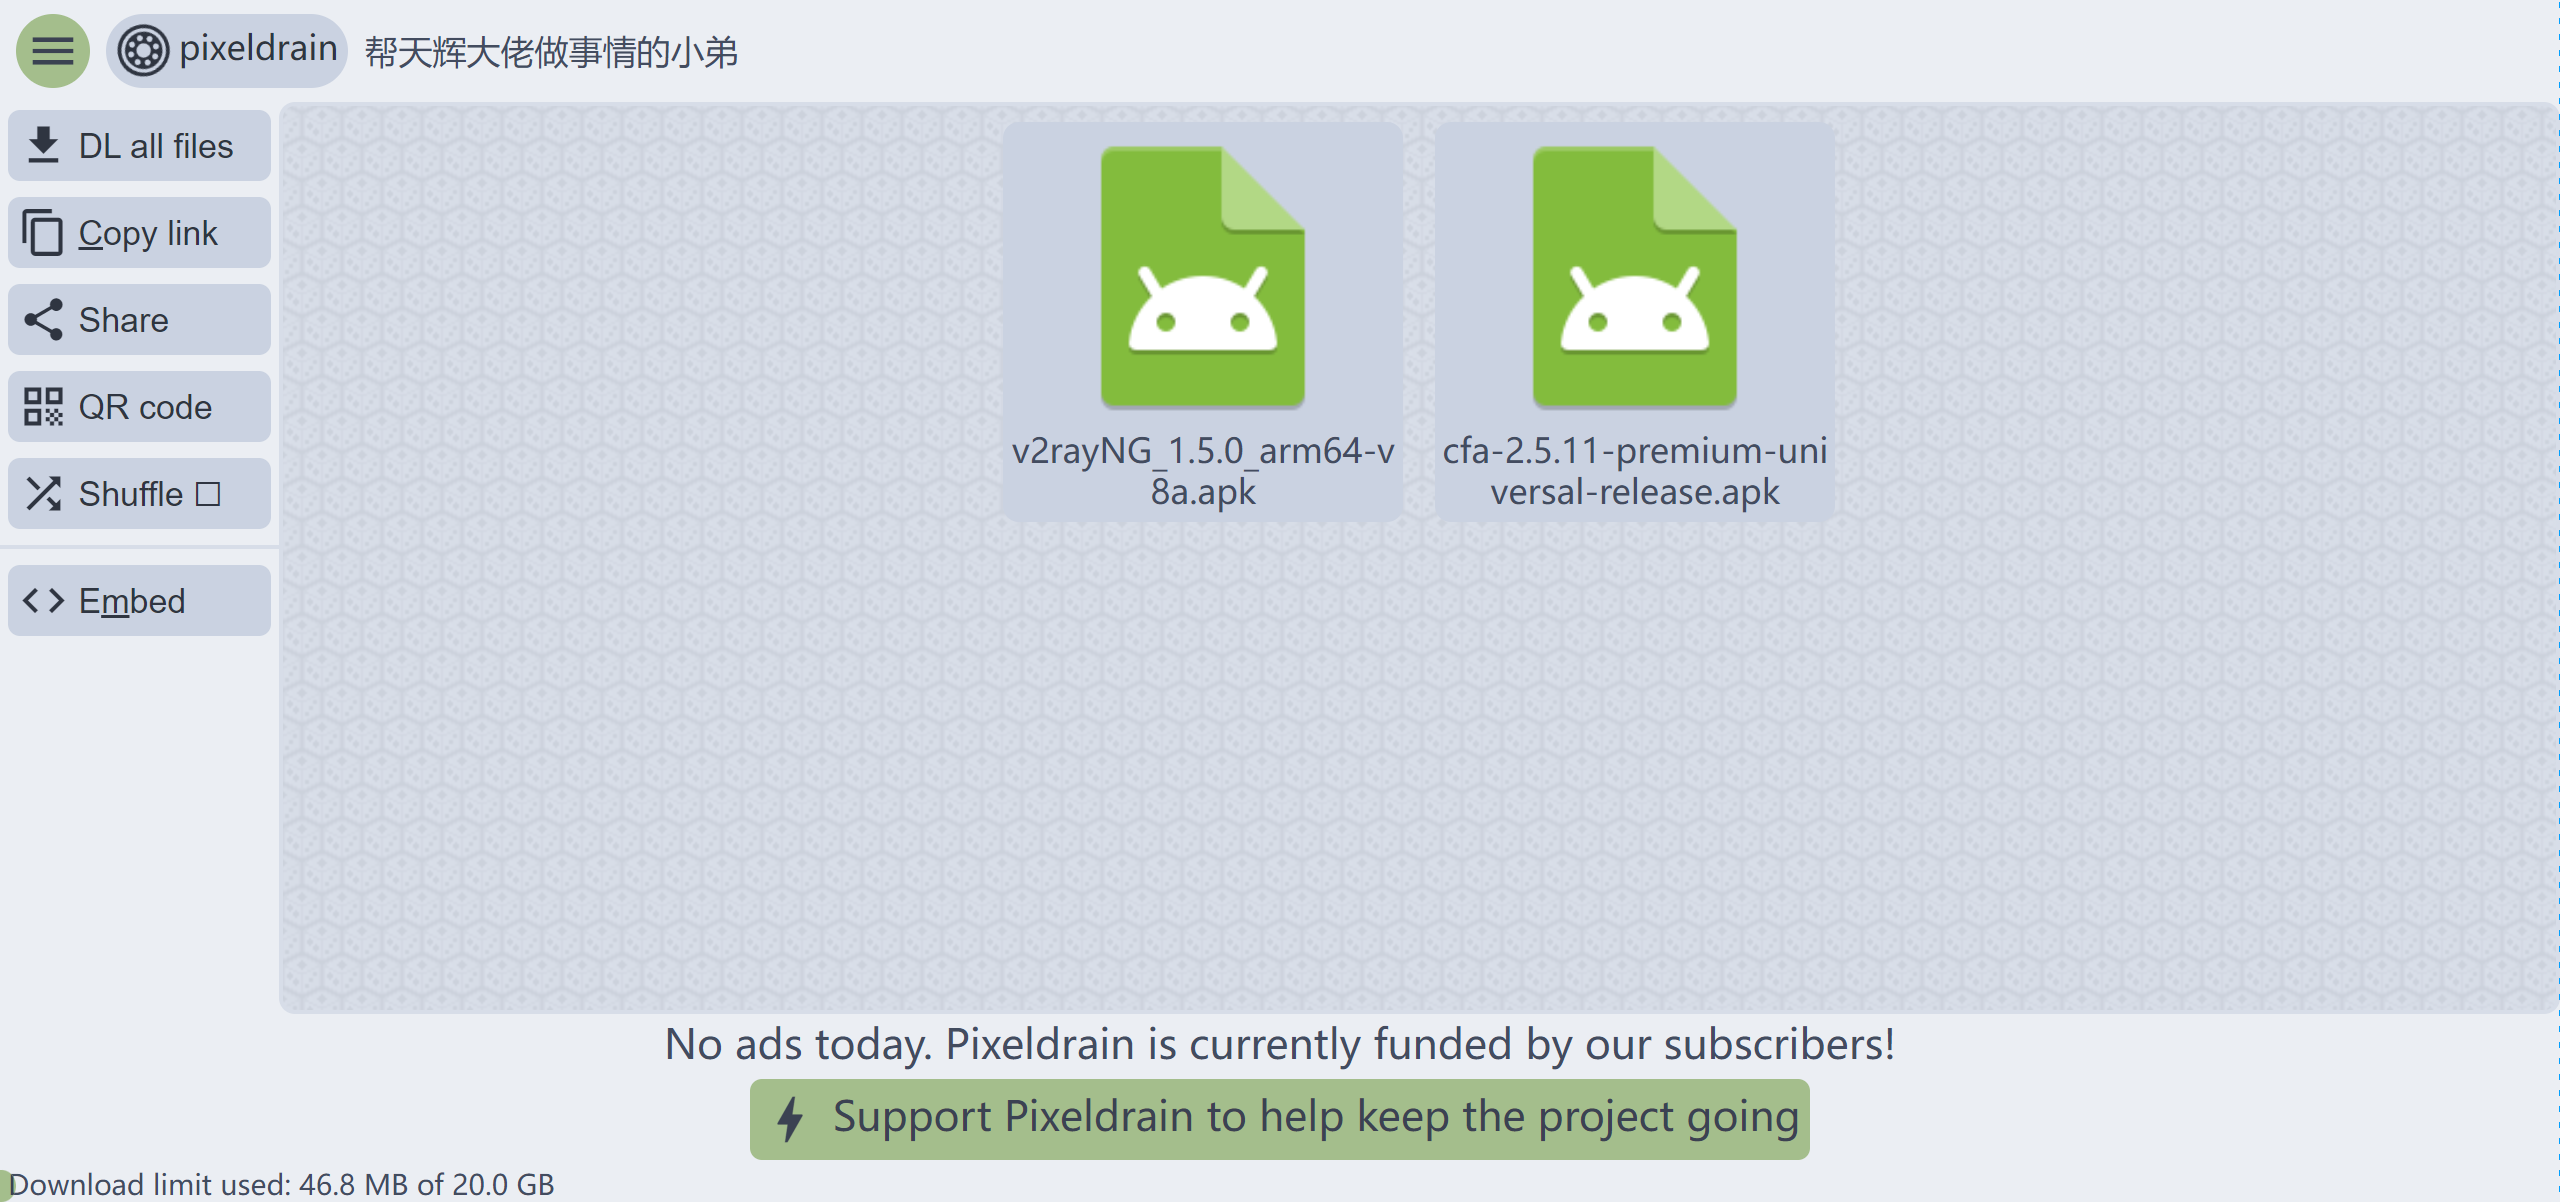 pixeldrain 帮天辉大佬做事情的小弟
DL all files
Copy link
Share
QR code
Shuffle ☐
Embed
v2rayNG_1.5.0_arm64-v
8a.apk
cfa-2.5.11-premium-uni
versal-release.apk
No ads today. Pixeldrain is currently funded by our subscribers!
Support Pixeldrain to help keep the project going
Download limit used: 46.8 MB of 20.0 GB